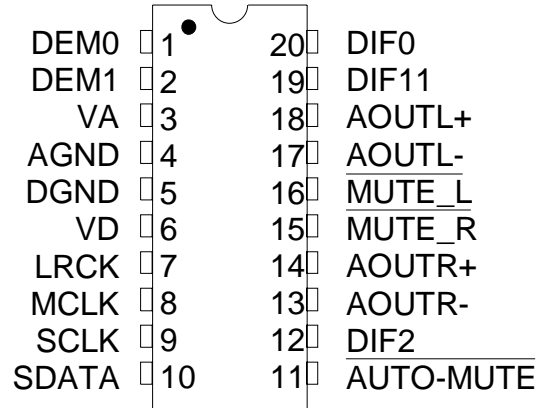 DEM0 1 20 DIF0
DEM1 2 19 DIF11
VA 3 18 AOUTL+
AGND 4 17 AOUTL-
DGND 5 16 MUTE_L
VD 6 15 MUTE_R
LRCK 7 14 AOUTR+
MCLK 8 13 AOUTR-
SCLK 9 12 DIF2
SDATA 10 11 AUTO-MUTE